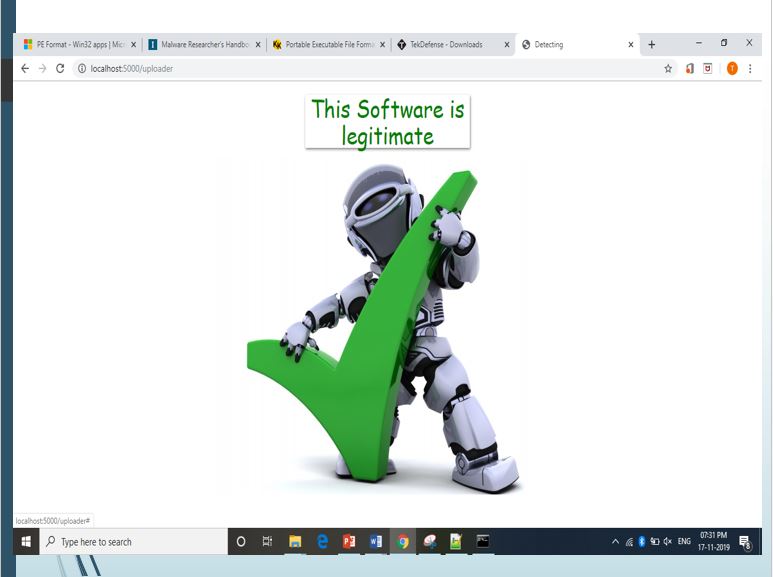 PE Format - Win32 apps | Micr
Malware Researcher's Handbo
Portable Executable File Forma
TekDefense - Downloads
Detecting
localhost:5000/uploader
T
This Software is
legitimate
localhost:5000/uploader#
Type here to search
ENG
07:31 PM
17-11-2019
8